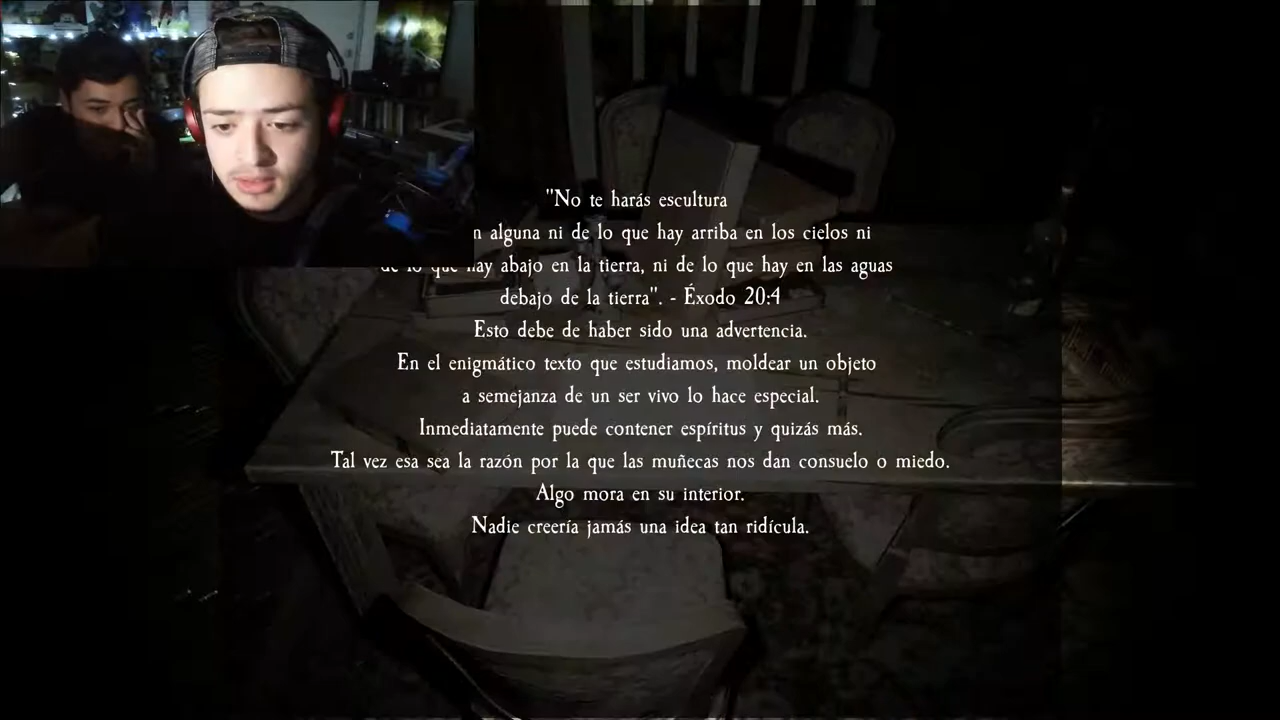 "No te harás escultura
alguna ni de lo que hay arriba en los cielos ni
de lo que hay abajo en la tierra, ni de lo que hay en las aguas
debajo de la tierra". - Éxodo 20:4
Esto debe de haber sido una advertencia.
En el enigmático texto que estudiamos, moldear un objeto
a semejanza de un ser vivo lo hace especial.
Inmediatamente puede contener espíritus y quizás más.
Tal vez esa sea la razón por la que las muñecas nos dan consuelo o miedo.
Algo mora en su interior.
Nadie creería jamás una idea tan ridícula.